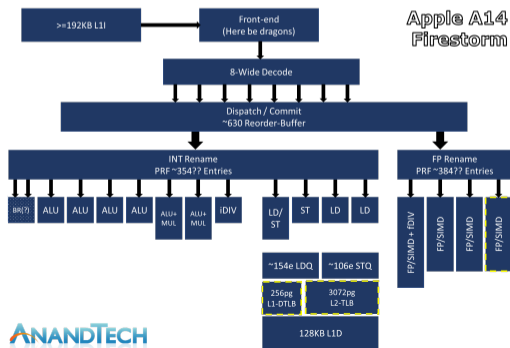 Apple A14
Firestorm
>=192KB L1I
Front-end
(Here be dragons)
8-Wide Decode
Dispatch / Commit
~630 Reorder-Buffer
INT Rename
PRF ~354?? Entries
FP Rename
PRF ~384?? Entries
BR(?)
ALU
ALU
ALU
ALU
ALU+
MUL
ALU+
MUL
iDIV
LD/
ST
ST
LD
LD
FP/SIMD + fDIV
FP/SIMD
FP/SIMD
FP/SIMD
~154e LDQ
~106e STQ
256pg
L1-DTLB
3072pg
L2-TLB
128KB L1D
ANANDTECH